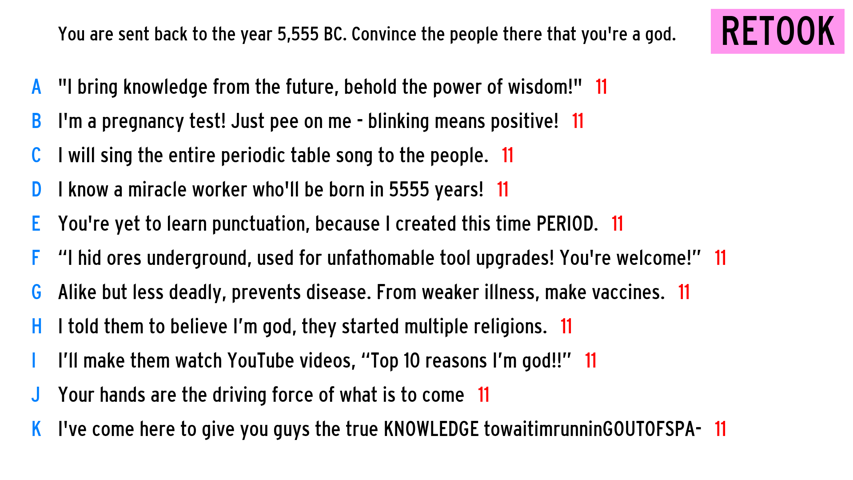 You are sent back to the year 5,555 BC. Convince the people there that you're a god.
RETOOK
A "I bring knowledge from the future, behold the power of wisdom!" 11
B I'm a pregnancy test! Just pee on me - blinking means positive! 11
C I will sing the entire periodic table song to the people. 11
D I know a miracle worker who'll be born in 5555 years! 11
E You're yet to learn punctuation, because I created this time PERIOD. 11
F “I hid ores underground, used for unfathomable tool upgrades! You're welcome!” 11
G Alike but less deadly, prevents disease. From weaker illness, make vaccines. 11
H I told them to believe I’m god, they started multiple religions. 11
I I’ll make them watch YouTube videos, “Top 10 reasons I’m god!!” 11
J Your hands are the driving force of what is to come 11
K I've come here to give you guys the true KNOWLEDGE towaitimrunninGOUTOFSPA- 11